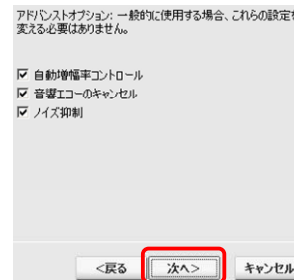 アドバンストオプション: 一般的に使用する場合、これらの設定を
変える必要はありません。
自動増幅率コントロール
音響エコーのキャンセル
ノイズ抑制
<戻る
次へ>
キャンセル